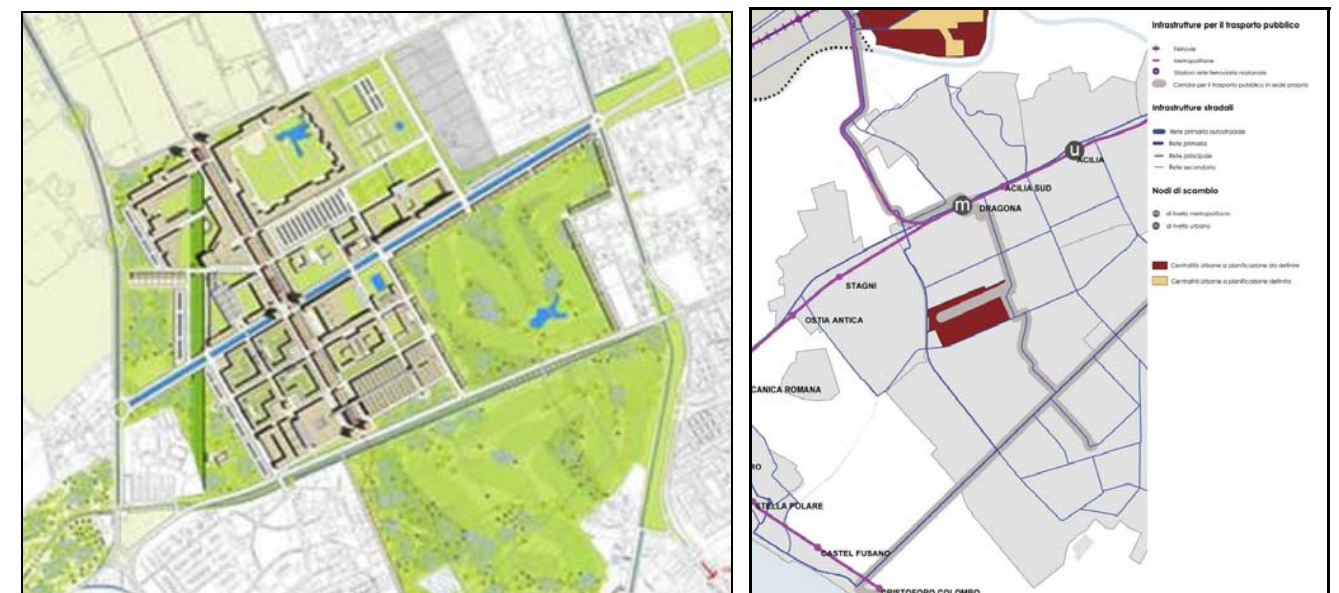 Infrastrutture per il trasporto pubblico
Ferrovie
Metropolitane
Stazioni rete ferroviaria nazionale
Corridoi per il trasporto pubblico in sede propria
Infrastrutture stradali
Rete primaria autostradale
Rete primaria
Rete principale
Rete secondaria
Nodi di scambio
m di livello metropolitano
u di livello urbano
Centralità urbane a pianificazione da definire
Centralità urbane a pianificazione definita
u
ACILIA
ACILIA SUD
m
DRAGONA
STAGNI
OSTIA ANTICA
CANICA ROMANA
RO
STELLA POLARE
CASTEL FUSANO
CRISTOFORO COLOMBO